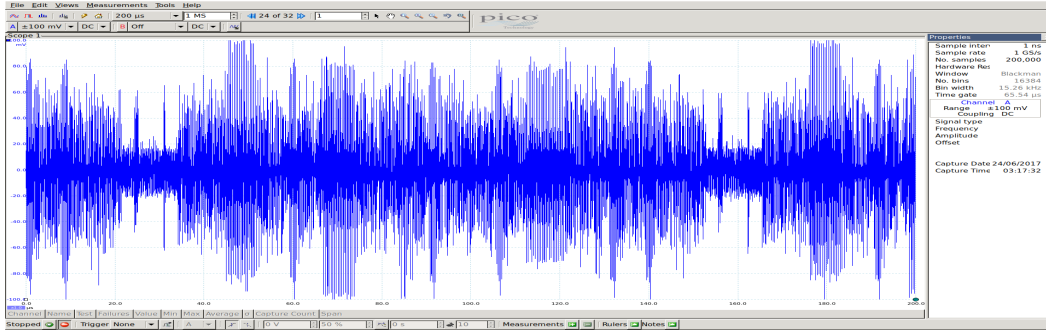 File Edit Views Measurements Tools Help
200 µs 1 MS 24 of 32 1
pico
Technology
A ±100 mV DC B Off DC
Scope 1
100.0
mV
80.0
60.0
40.0
20.0
0.0
-20.0
-40.0
-60.0
-80.0
-100.0
0.0 20.0 40.0 60.0 80.0 100.0 120.0 140.0 160.0 180.0 200.0
µs
Properties
Sample inter 1 ns
Sample rate 1 GS/s
No. samples 200,000
Hardware Res
Window Blackman
No. bins 16384
Bin width 15.26 kHz
Time gate 65.54 µs
Channel A
Range ±100 mV
Coupling DC
Signal type
Frequency
Amplitude
Offset
Capture Date 24/06/2017
Capture Time 03:17:32
Channel Name Test Failures Value Min Max Average σ Capture Count Span
Stopped Trigger None A 0 V 50 % 0 s 10 Measurements Rulers Notes